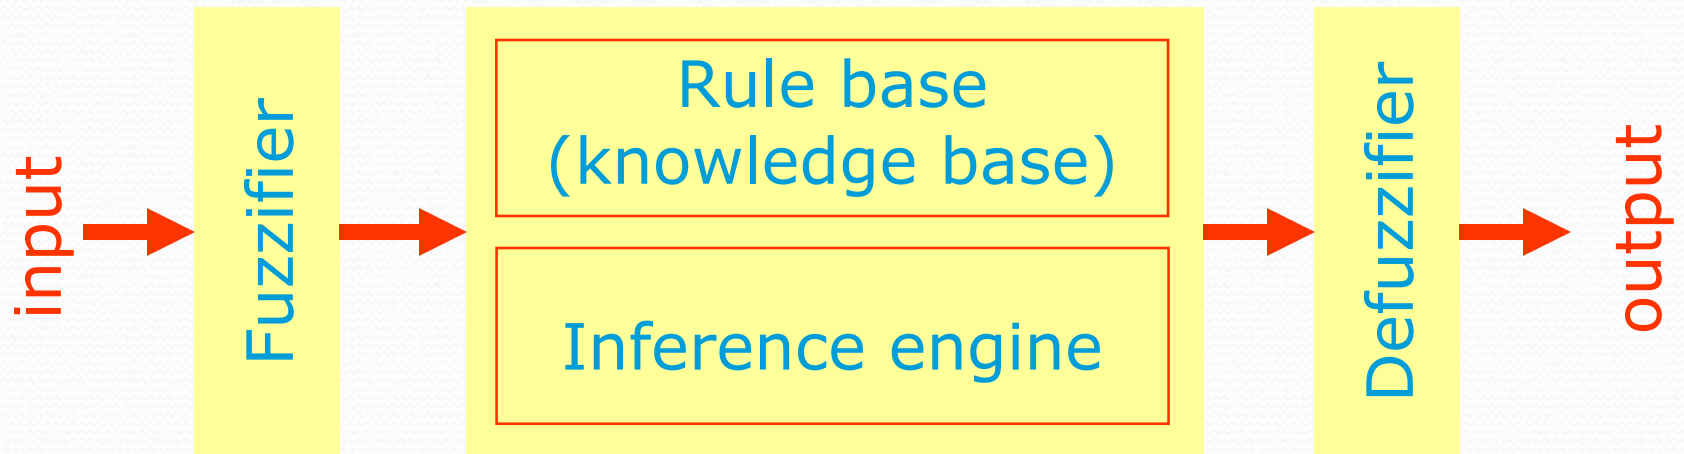 input
Fuzzifier
Rule base
(knowledge base)
Inference engine
Defuzzifier
output